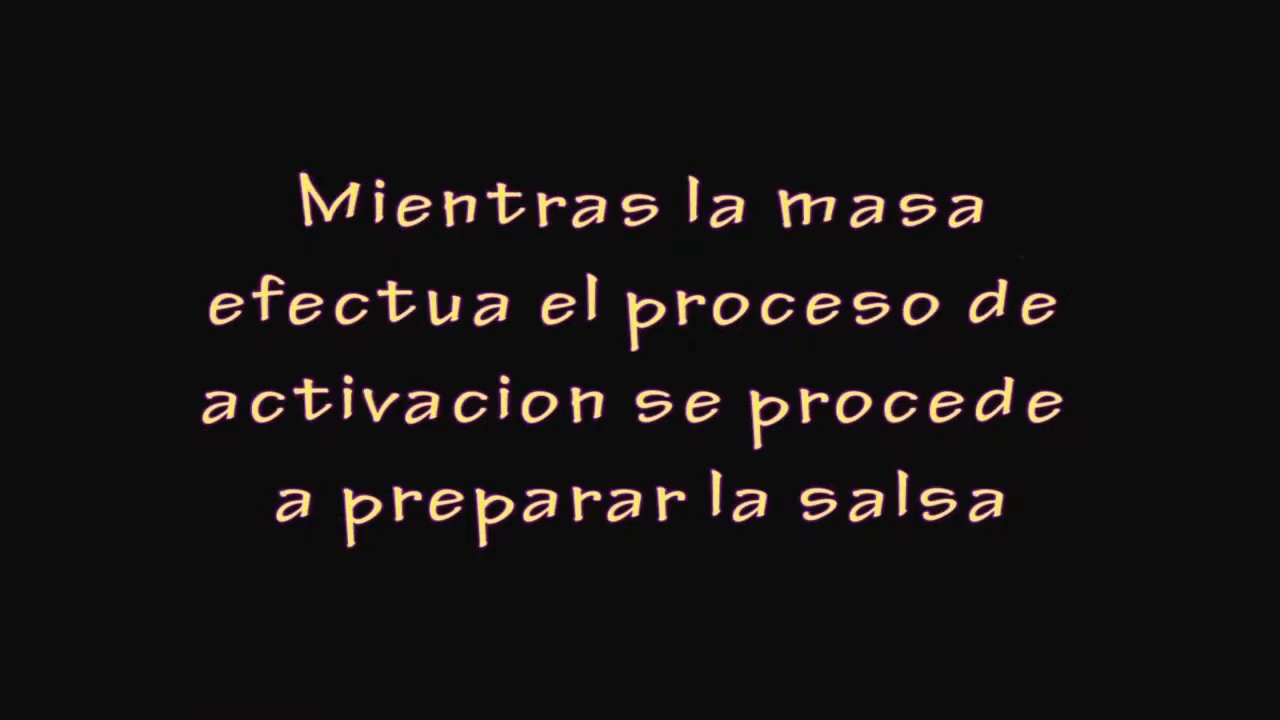 Mientras la masa
efectua el proceso de
activacion se procede
a preparar la salsa